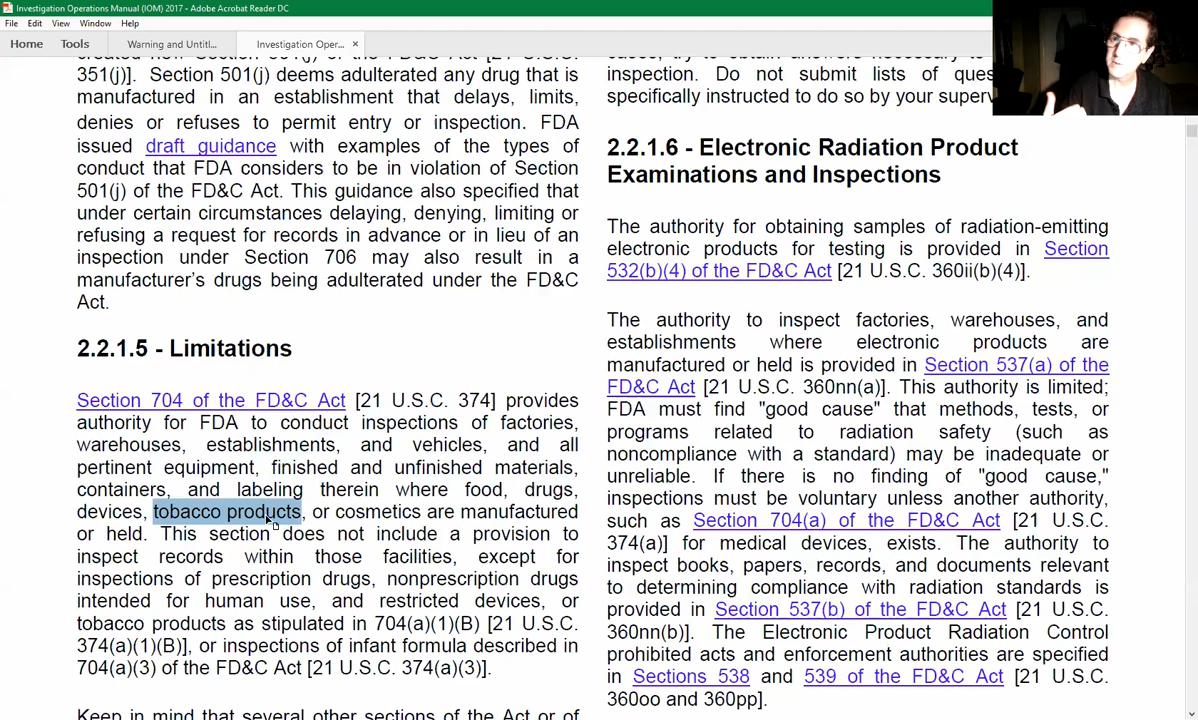 Investigation Operations Manual (IOM) 2017 - Adobe Acrobat Reader DC
File Edit View Window Help
Home Tools Warning and Untitl... Investigation Oper... ×
351(j)]. Section 501(j) deems adulterated any drug that is
manufactured in an establishment that delays, limits,
denies or refuses to permit entry or inspection. FDA
issued draft guidance with examples of the types of
conduct that FDA considers to be in violation of Section
501(j) of the FD&C Act. This guidance also specified that
under certain circumstances delaying, denying, limiting or
refusing a request for records in advance or in lieu of an
inspection under Section 706 may also result in a
manufacturer's drugs being adulterated under the FD&C
Act.
2.2.1.5 - Limitations
Section 704 of the FD&C Act [21 U.S.C. 374] provides
authority for FDA to conduct inspections of factories,
warehouses, establishments, and vehicles, and all
pertinent equipment, finished and unfinished materials,
containers, and labeling therein where food, drugs,
devices, tobacco products, or cosmetics are manufactured
or held. This section does not include a provision to
inspect records within those facilities, except for
inspections of prescription drugs, nonprescription drugs
intended for human use, and restricted devices, or
tobacco products as stipulated in 704(a)(1)(B) [21 U.S.C.
374(a)(1)(B)], or inspections of infant formula described in
704(a)(3) of the FD&C Act [21 U.S.C. 374(a)(3)].
Keep in mind that several other sections of the Act or of
inspection. Do not submit lists of
specifically instructed to do so by your
2.2.1.6 - Electronic Radiation Product
Examinations and Inspections
The authority for obtaining samples of radiation-emitting
electronic products for testing is provided in Section
532(b)(4) of the FD&C Act [21 U.S.C. 360ii(b)(4)].
The authority to inspect factories, warehouses, and
establishments where electronic products are
manufactured or held is provided in Section 537(a) of the
FD&C Act [21 U.S.C. 360nn(a)]. This authority is limited;
FDA must find "good cause" that methods, tests, or
programs related to radiation safety (such as
noncompliance with a standard) may be inadequate or
unreliable. If there is no finding of "good cause,"
inspections must be voluntary unless another authority,
such as Section 704(a) of the FD&C Act [21 U.S.C.
374(a)] for medical devices, exists. The authority to
inspect books, papers, records, and documents relevant
to determining compliance with radiation standards is
provided in Section 537(b) of the FD&C Act [21 U.S.C.
360nn(b)]. The Electronic Product Radiation Control
prohibited acts and enforcement authorities are specified
in Sections 538 and 539 of the FD&C Act [21 U.S.C.
360oo and 360pp].